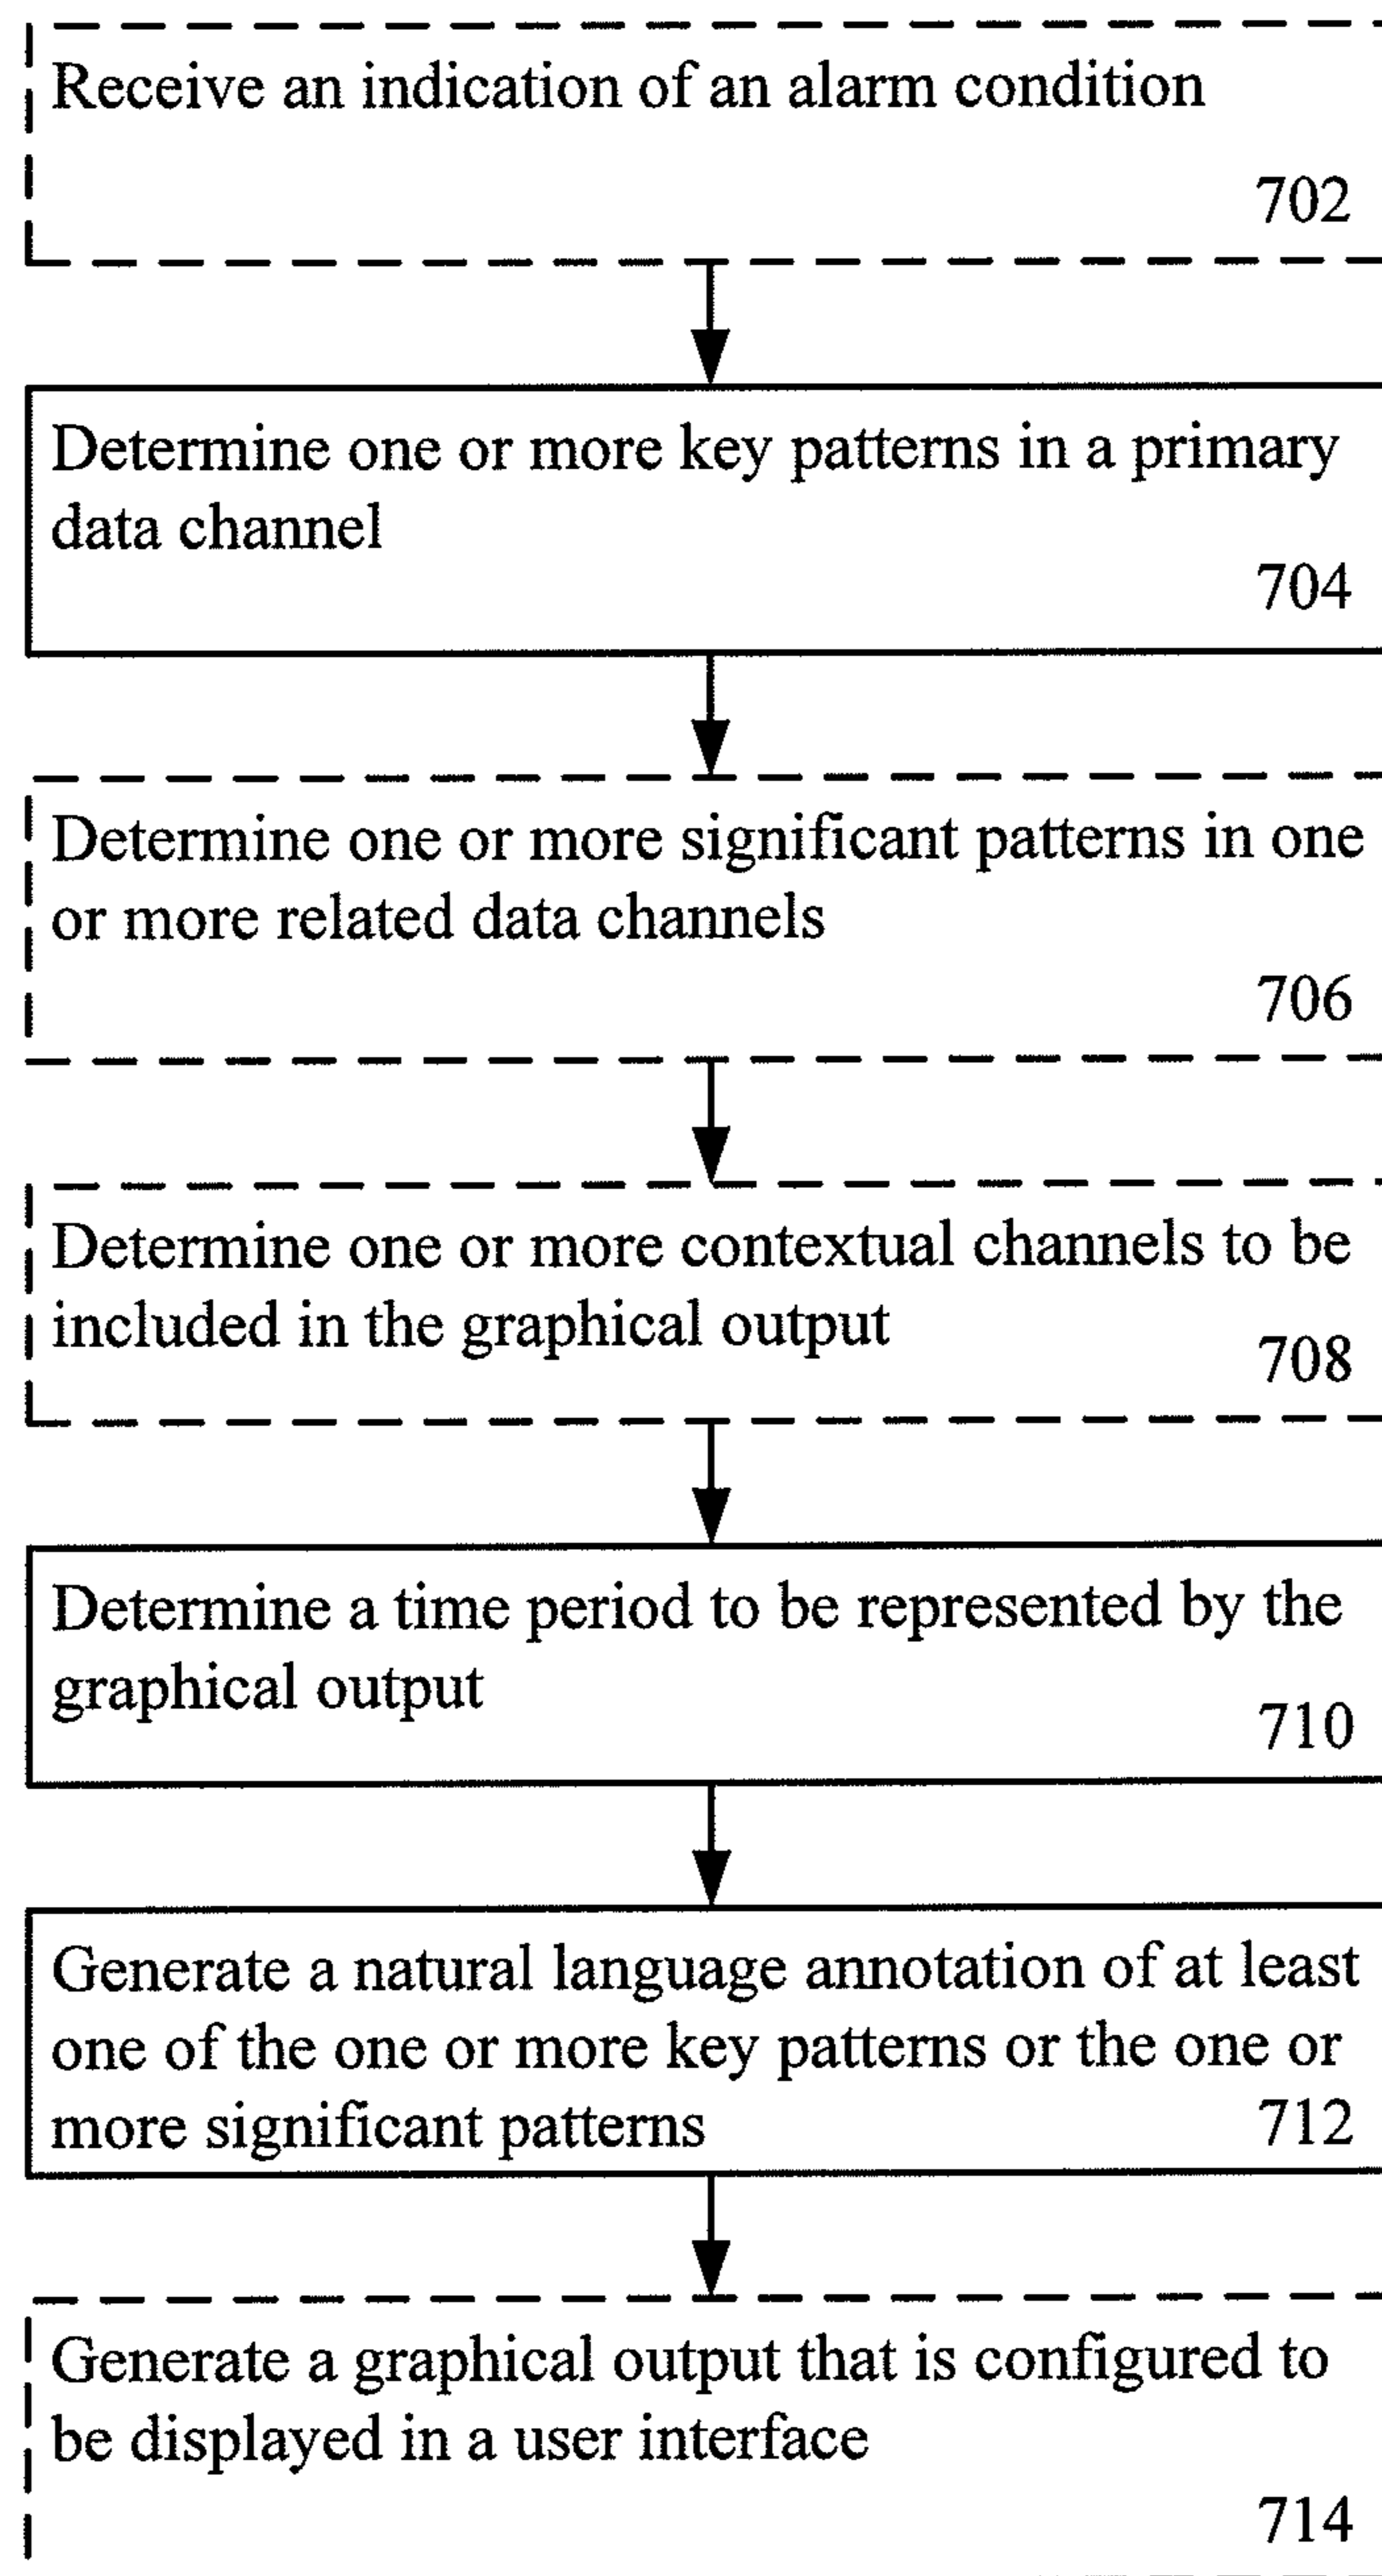 Receive an indication of an alarm condition
702
Determine one or more key patterns in a primary
data channel
704
Determine one or more significant patterns in one
or more related data channels
706
Determine one or more contextual channels to be
included in the graphical output
708
Determine a time period to be represented by the
graphical output
710
Generate a natural language annotation of at least
one of the one or more key patterns or the one or
more significant patterns
712
Generate a graphical output that is configured to
be displayed in a user interface
714